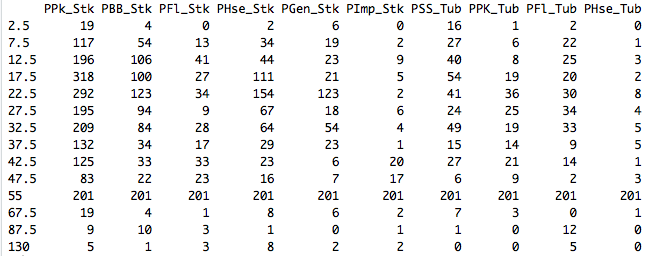 PPk_Stk PBB_Stk PFl_Stk PHse_Stk PGen_Stk PImp_Stk PSS_Tub PPK_Tub PFl_Tub PHse_Tub
2.5 19 4 0 2 6 0 16 1 2 0
7.5 117 54 13 34 19 2 27 6 22 1
12.5 196 106 41 44 23 9 40 8 25 3
17.5 318 100 27 111 21 5 54 19 20 2
22.5 292 123 34 154 123 2 41 36 30 8
27.5 195 94 9 67 18 6 24 25 34 4
32.5 209 84 28 64 54 4 49 19 33 5
37.5 132 34 17 29 23 1 15 14 9 5
42.5 125 33 33 23 6 20 27 21 14 1
47.5 83 22 23 16 7 17 6 9 2 3
55 201 201 201 201 201 201 201 201 201 201
67.5 19 4 1 8 6 2 7 3 0 1
87.5 9 10 3 1 0 1 1 0 12 0
130 5 1 3 8 2 2 0 0 5 0